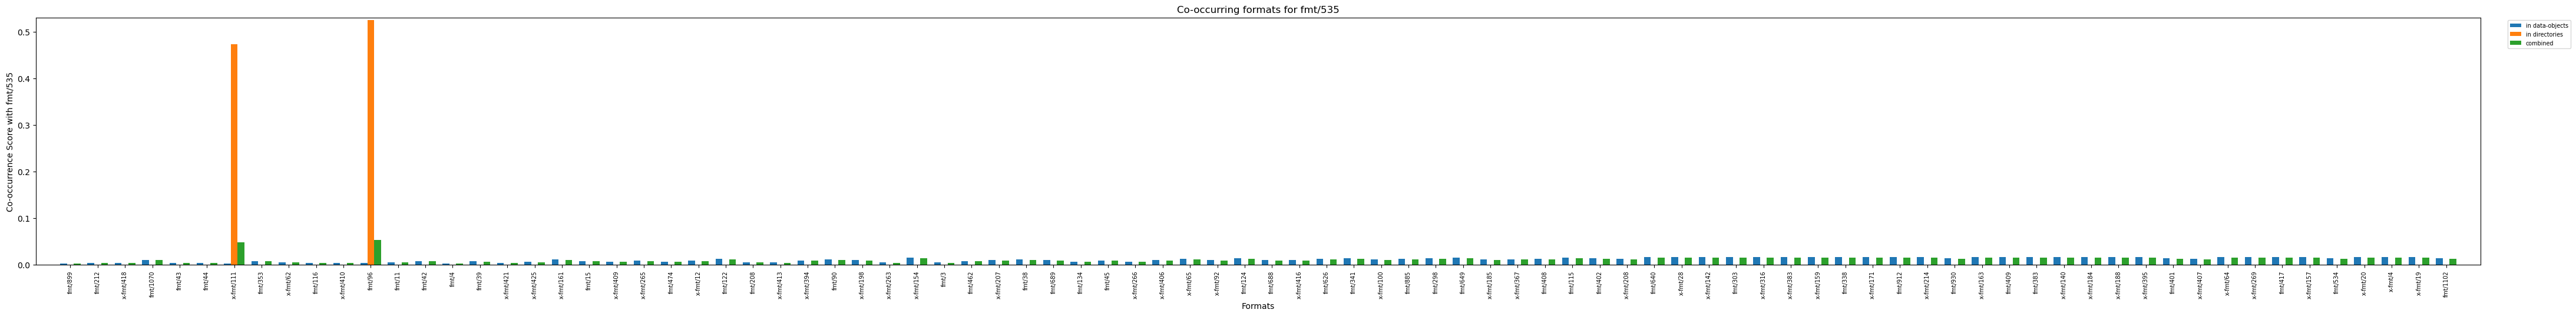 Co-occurring formats for fmt/535
in data-objects
in directories
combined
Co-occurrence Score with fmt/535
0.5
0.4
0.3
0.2
0.1
0.0
fmt/899
fmt/212
x-fmt/418
fmt/1070
fmt/43
fmt/44
x-fmt/111
fmt/353
x-fmt/62
fmt/116
x-fmt/410
fmt/96
fmt/11
fmt/42
fmt/4
fmt/39
x-fmt/421
x-fmt/425
x-fmt/161
fmt/15
x-fmt/409
x-fmt/265
fmt/474
x-fmt/12
fmt/122
fmt/208
x-fmt/413
x-fmt/394
fmt/90
x-fmt/198
x-fmt/263
x-fmt/154
fmt/3
fmt/462
x-fmt/207
fmt/38
fmt/689
fmt/134
fmt/45
x-fmt/266
x-fmt/406
x-fmt/65
x-fmt/92
fmt/124
fmt/688
x-fmt/416
fmt/626
fmt/341
x-fmt/100
fmt/885
fmt/298
fmt/649
x-fmt/185
x-fmt/367
fmt/408
fmt/115
fmt/402
x-fmt/208
fmt/640
x-fmt/28
x-fmt/142
fmt/303
x-fmt/316
x-fmt/383
x-fmt/159
fmt/338
x-fmt/171
fmt/912
x-fmt/214
fmt/930
x-fmt/163
fmt/409
fmt/383
x-fmt/140
x-fmt/184
x-fmt/188
x-fmt/395
fmt/401
x-fmt/407
x-fmt/64
x-fmt/269
fmt/417
x-fmt/157
fmt/534
x-fmt/20
x-fmt/4
x-fmt/19
fmt/1102
Formats